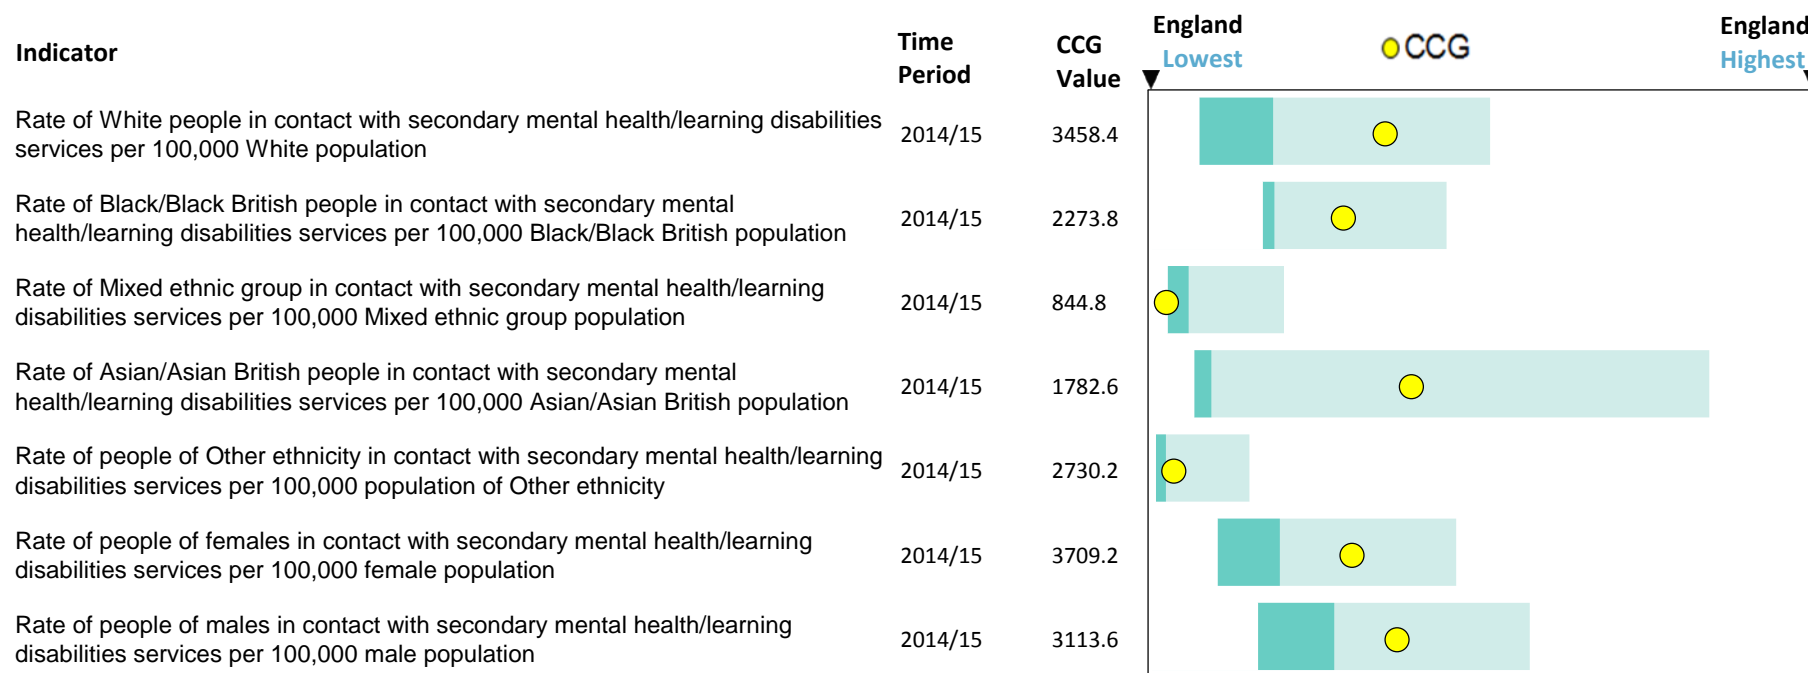 Indicator
Time
Period
CCG
Value
England
Lowest
CCG
England
Highest
Rate of White people in contact with secondary mental health/learning disabilities
services per 100,000 White population
2014/15
3458.4
Rate of Black/Black British people in contact with secondary mental
health/learning disabilities services per 100,000 Black/Black British population
2014/15
2273.8
Rate of Mixed ethnic group in contact with secondary mental health/learning
disabilities services per 100,000 Mixed ethnic group population
2014/15
844.8
Rate of Asian/Asian British people in contact with secondary mental
health/learning disabilities services per 100,000 Asian/Asian British population
2014/15
1782.6
Rate of people of Other ethnicity in contact with secondary mental health/learning
disabilities services per 100,000 population of Other ethnicity
2014/15
2730.2
Rate of people of females in contact with secondary mental health/learning
disabilities services per 100,000 female population
2014/15
3709.2
Rate of people of males in contact with secondary mental health/learning
disabilities services per 100,000 male population
2014/15
3113.6